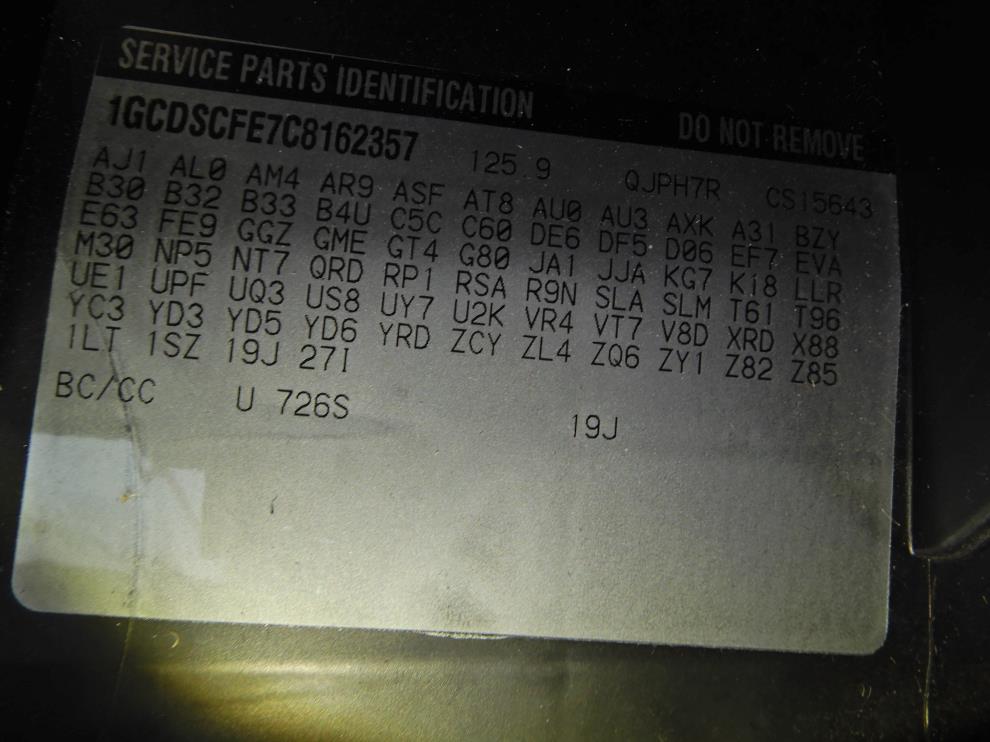 SERVICE PARTS IDENTIFICATION DO NOT REMOVE
1GCDSCFE7C8162357 125.9 QJPH7R CS15643
AJ1 AL0 AM4 AR9 ASF AT8 AU0 AU3 AXK A31 BZY
B30 B32 B33 B4U C5C C60 DE6 DF5 D06 EF7 EVA
E63 FE9 GGZ GME GT4 G80 JA1 JJA KG7 K18 LLR
M30 NP5 NT7 QRD RP1 RSA R9N SLA SLM T61 T96
UE1 UPF UQ3 US8 UY7 U2K VR4 VT7 V8D XRD X88
YC3 YD3 YD5 YD6 YRD ZCY ZL4 ZQ6 ZY1 Z82 Z85
1LT 1SZ 19J 27I
BC/CC U 726S 19J